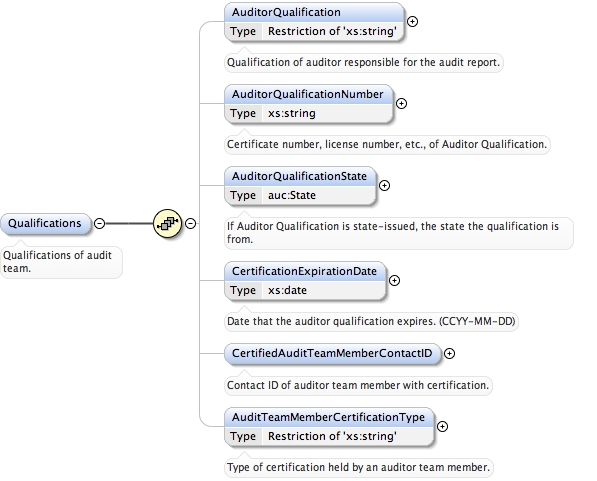 AuditorQualification
Type Restriction of 'xs:string'
Qualification of auditor responsible for the audit report.
AuditorQualificationNumber
Type xs:string
Certificate number, license number, etc., of Auditor Qualification.
AuditorQualificationState
Type auc:State
If Auditor Qualification is state-issued, the state the qualification is
from.
Qualifications
Qualifications of audit
team.
CertificationExpirationDate
Type xs:date
Date that the auditor qualification expires. (CCYY-MM-DD)
CertifiedAuditTeamMemberContactID
Contact ID of auditor team member with certification.
AuditTeamMemberCertificationType
Type Restriction of 'xs:string'
Type of certification held by an auditor team member.